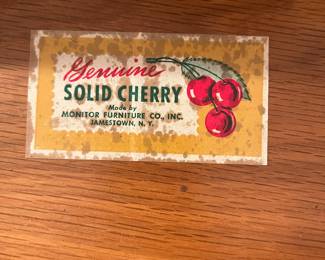 Genuine
SOLID CHERRY
Made by
MONITOR FURNITURE CO., INC.
JAMESTOWN, N. Y.